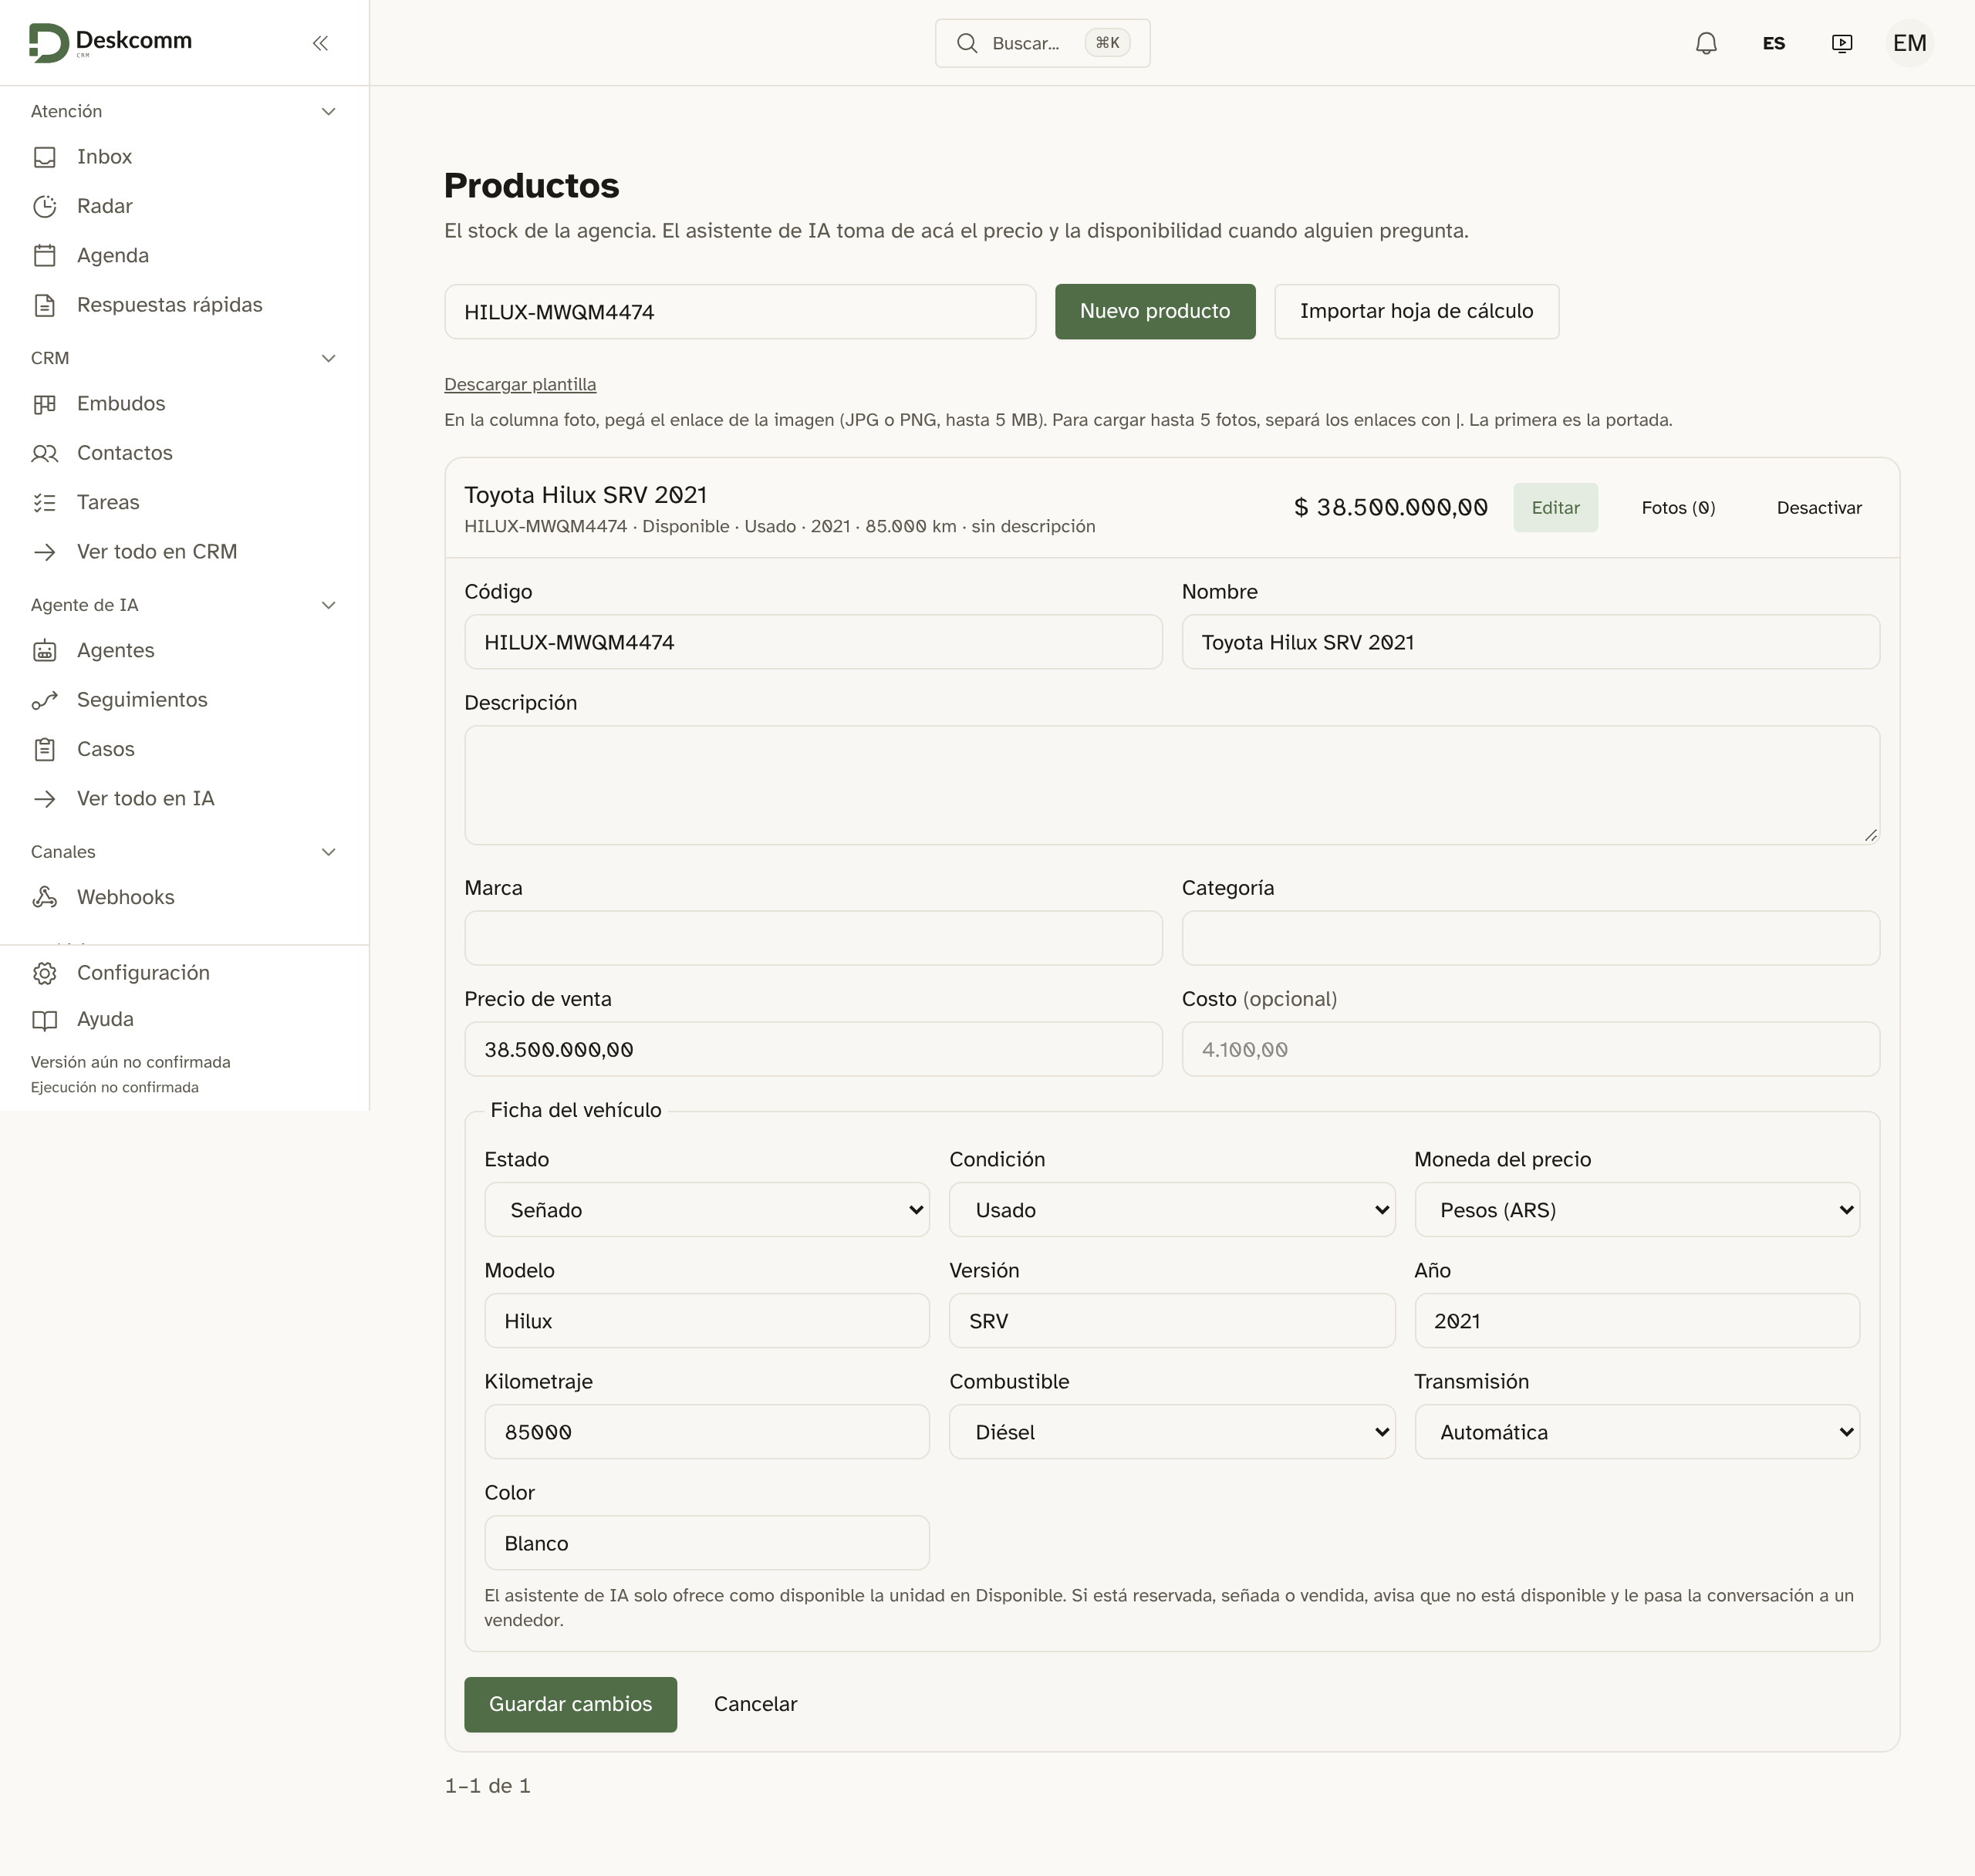 Deskcomm
CRM
Buscar...
⌘K
ES
EM
Atención
Inbox
Radar
Agenda
Respuestas rápidas
CRM
Embudos
Contactos
Tareas
Ver todo en CRM
Agente de IA
Agentes
Seguimientos
Casos
Ver todo en IA
Canales
Webhooks
Configuración
Ayuda
Versión aún no confirmada
Ejecución no confirmada
Productos
El stock de la agencia. El asistente de IA toma de acá el precio y la disponibilidad cuando alguien pregunta.
HILUX-MWQM4474
Nuevo producto
Importar hoja de cálculo
Descargar plantilla
En la columna foto, pegá el enlace de la imagen (JPG o PNG, hasta 5 MB). Para cargar hasta 5 fotos, separá los enlaces con |. La primera es la portada.
Toyota Hilux SRV 2021
HILUX-MWQM4474 · Disponible · Usado · 2021 · 85.000 km · sin descripción
$ 38.500.000,00
Editar
Fotos (0)
Desactivar
Código
Nombre
HILUX-MWQM4474
Toyota Hilux SRV 2021
Descripción
Marca
Categoría
Precio de venta
Costo (opcional)
38.500.000,00
4.100,00
Ficha del vehículo
Estado
Condición
Moneda del precio
Señado
Usado
Pesos (ARS)
Modelo
Versión
Año
Hilux
SRV
2021
Kilometraje
Combustible
Transmisión
85000
Diésel
Automática
Color
Blanco
El asistente de IA solo ofrece como disponible la unidad en Disponible. Si está reservada, señada o vendida, avisa que no está disponible y le pasa la conversación a un
vendedor.
Guardar cambios
Cancelar
1–1 de 1